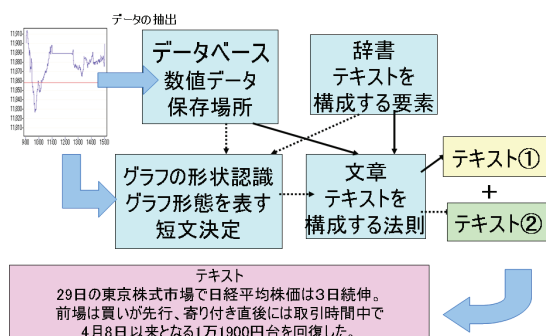 データの抽出
データベース
数値データ
保存場所
辞書
テキストを
構成する要素
グラフの形状認識
グラフ形態を表す
短文決定
文章
テキストを
構成する法則
テキスト①
+
テキスト②
テキスト
29日の東京株式市場で日経平均株価は３日続伸。
前場は買いが先行、寄り付き直後には取引時間中で
4月8日以来となる1万1900円台を回復した。